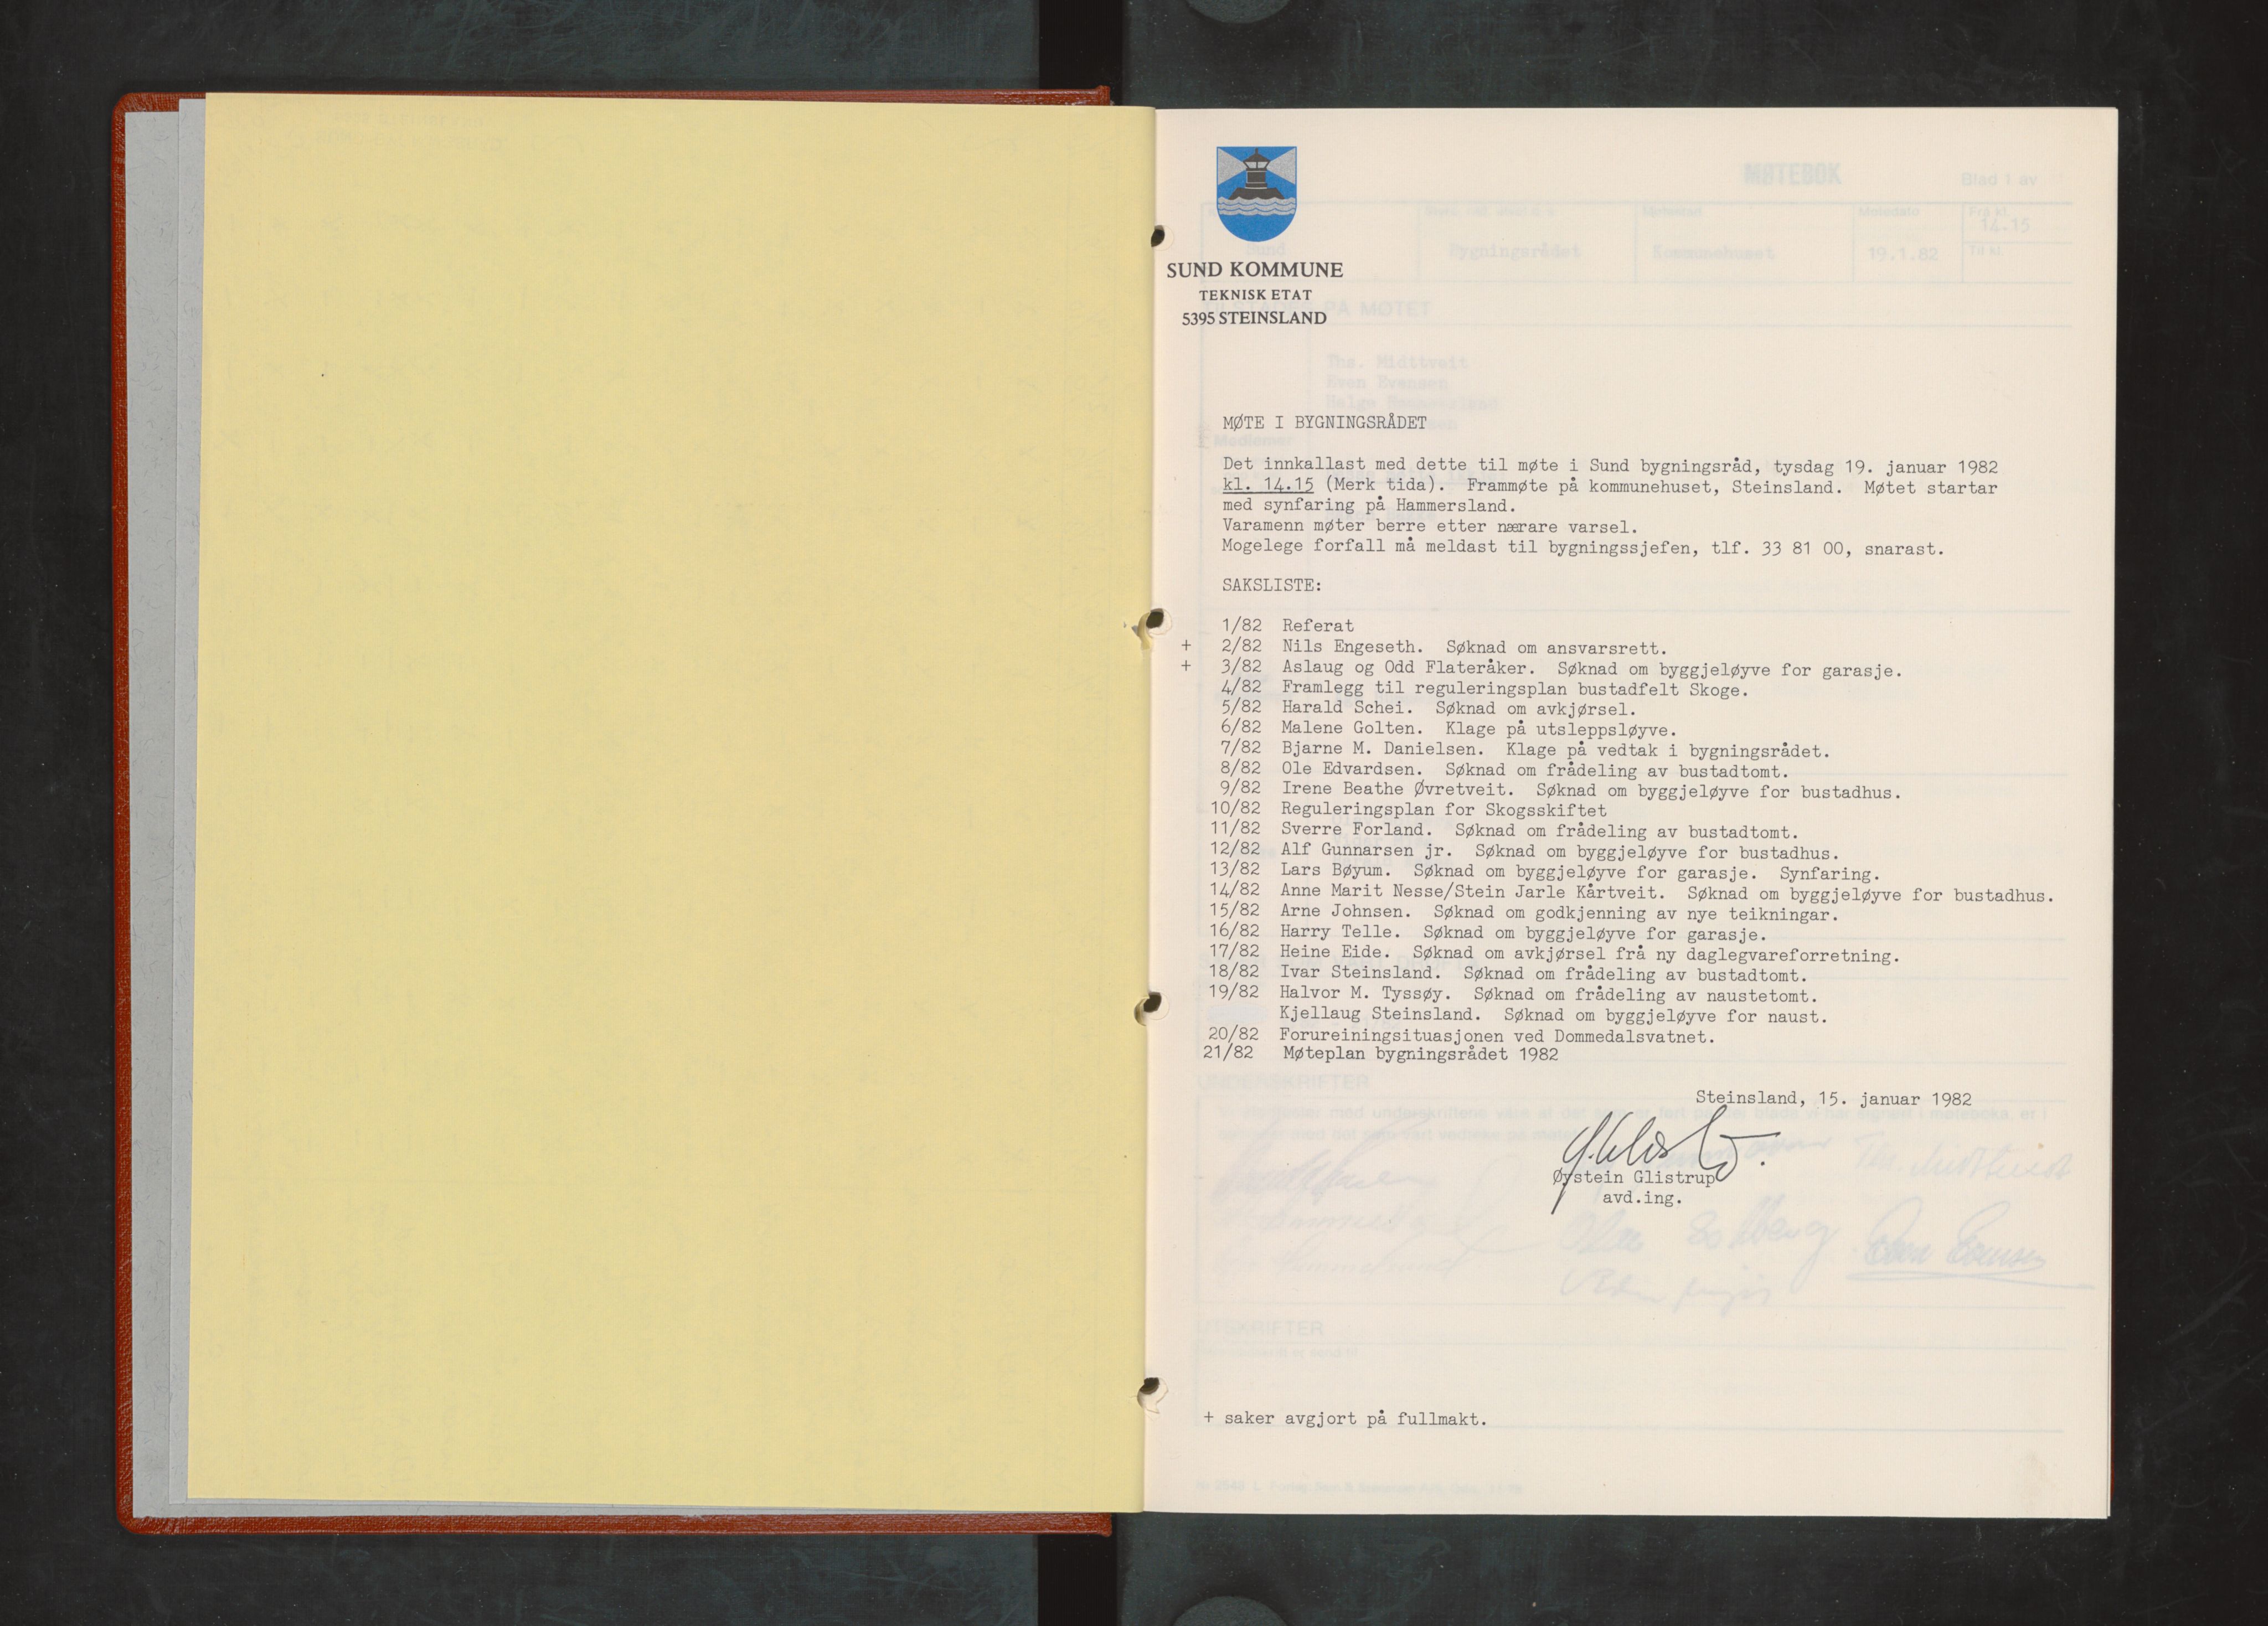 SUND KOMMUNE
TEKNISK ETAT
5395 STEINSLAND
MØTE I BYGNINGSRÅDET
Det innkallast med dette til møte i Sund bygningsråd, tysdag 19. januar 1982
kl. 14.15 (Merk tida). Frammøte på kommunehuset, Steinsland. Møtet startar
med synfaring på Hammersland.
Varamenn møter berre etter nærare varsel.
Mogelege forfall må meldast til bygningssjefen, tlf. 33 81 00, snarast.
SAKSLISTE:
1/82 Referat
+ 2/82 Nils Engeseth. Søknad om ansvarsrett.
+ 3/82 Aslaug og Odd Flateråker. Søknad om byggjeløyve for garasje.
4/82 Framlegg til reguleringsplan bustadfelt Skoge.
5/82 Harald Schei. Søknad om avkjørsel.
6/82 Malene Golten. Klage på utsleppsløyve.
7/82 Bjarne M. Danielsen. Klage på vedtak i bygningsrådet.
8/82 Ole Edvardsen. Søknad om frådeling av bustadtomt.
9/82 Irene Beathe Øvretveit. Søknad om byggjeløyve for bustadhus.
10/82 Reguleringsplan for Skogsskiftet
11/82 Sverre Forland. Søknad om frådeling av bustadtomt.
12/82 Alf Gunnarsen jr. Søknad om byggjeløyve for bustadhus.
13/82 Lars Bøyum. Søknad om byggjeløyve for garasje. Synfaring.
14/82 Anne Marit Nesse/Stein Jarle Kårtveit. Søknad om byggjeløyve for bustadhus.
15/82 Arne Johnsen. Søknad om godkjenning av nye teikningar.
16/82 Harry Telle. Søknad om byggjeløyve for garasje.
17/82 Heine Eide. Søknad om avkjørsel frå ny daglegvareforretning.
18/82 Ivar Steinsland. Søknad om frådeling av bustadtomt.
19/82 Halvor M. Tyssøy. Søknad om frådeling av naustetomt.
Kjellaug Steinsland. Søknad om byggjeløyve for naust.
20/82 Forureiningsituasjonen ved Dommedalsvatnet.
21/82 Møteplan bygningsrådet 1982
Steinsland, 15. januar 1982
Øystein Glistrup
avd.ing.
+ saker avgjort på fullmakt.